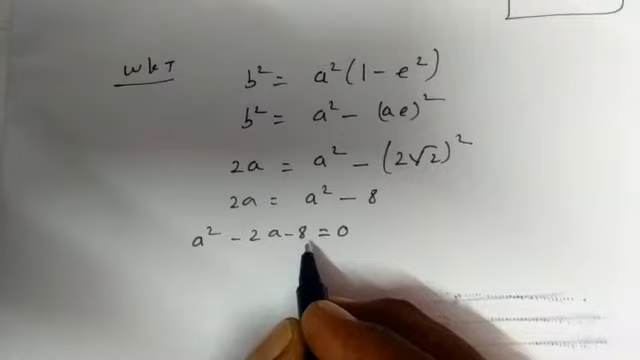 WKT b² = a²(1 - e²)
b² = a² - (ae)²
2a = a² - (2√2)²
2a = a² - 8
a² - 2a - 8 = 0